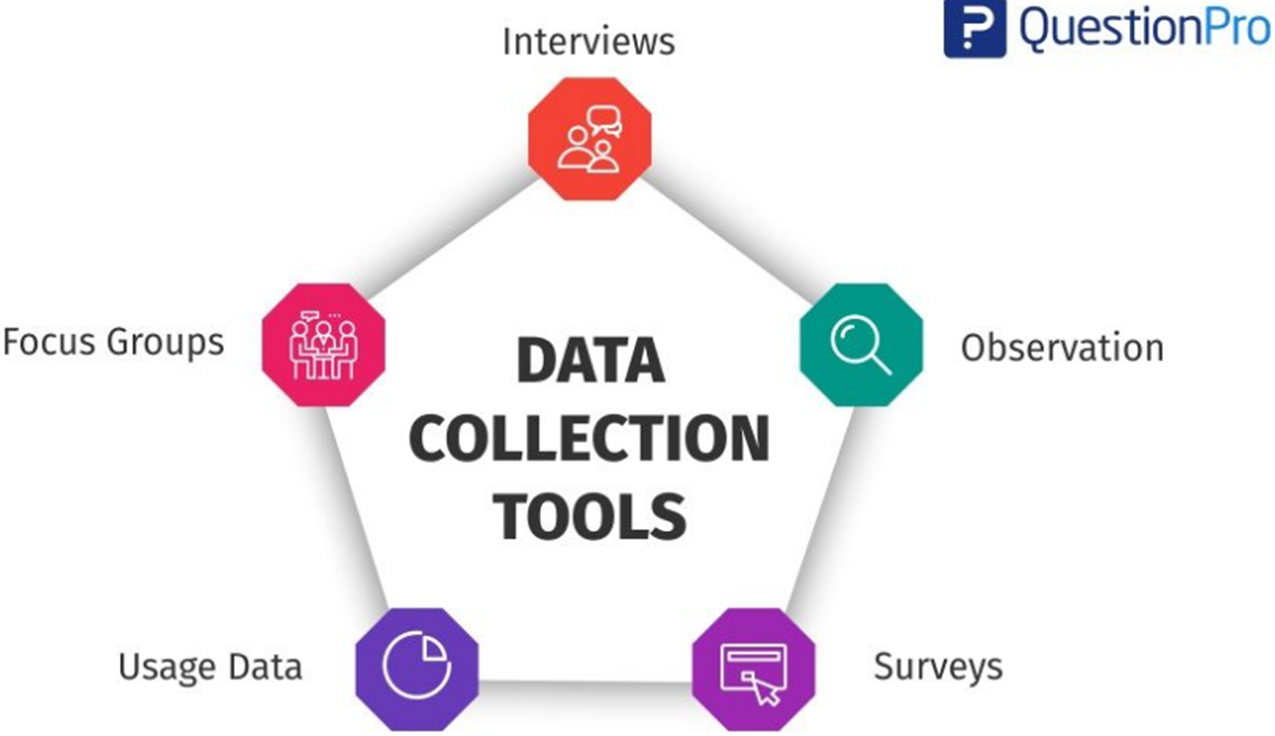 Interviews
QuestionPro
Focus Groups
Observation
DATA
COLLECTION
TOOLS
Usage Data
Surveys